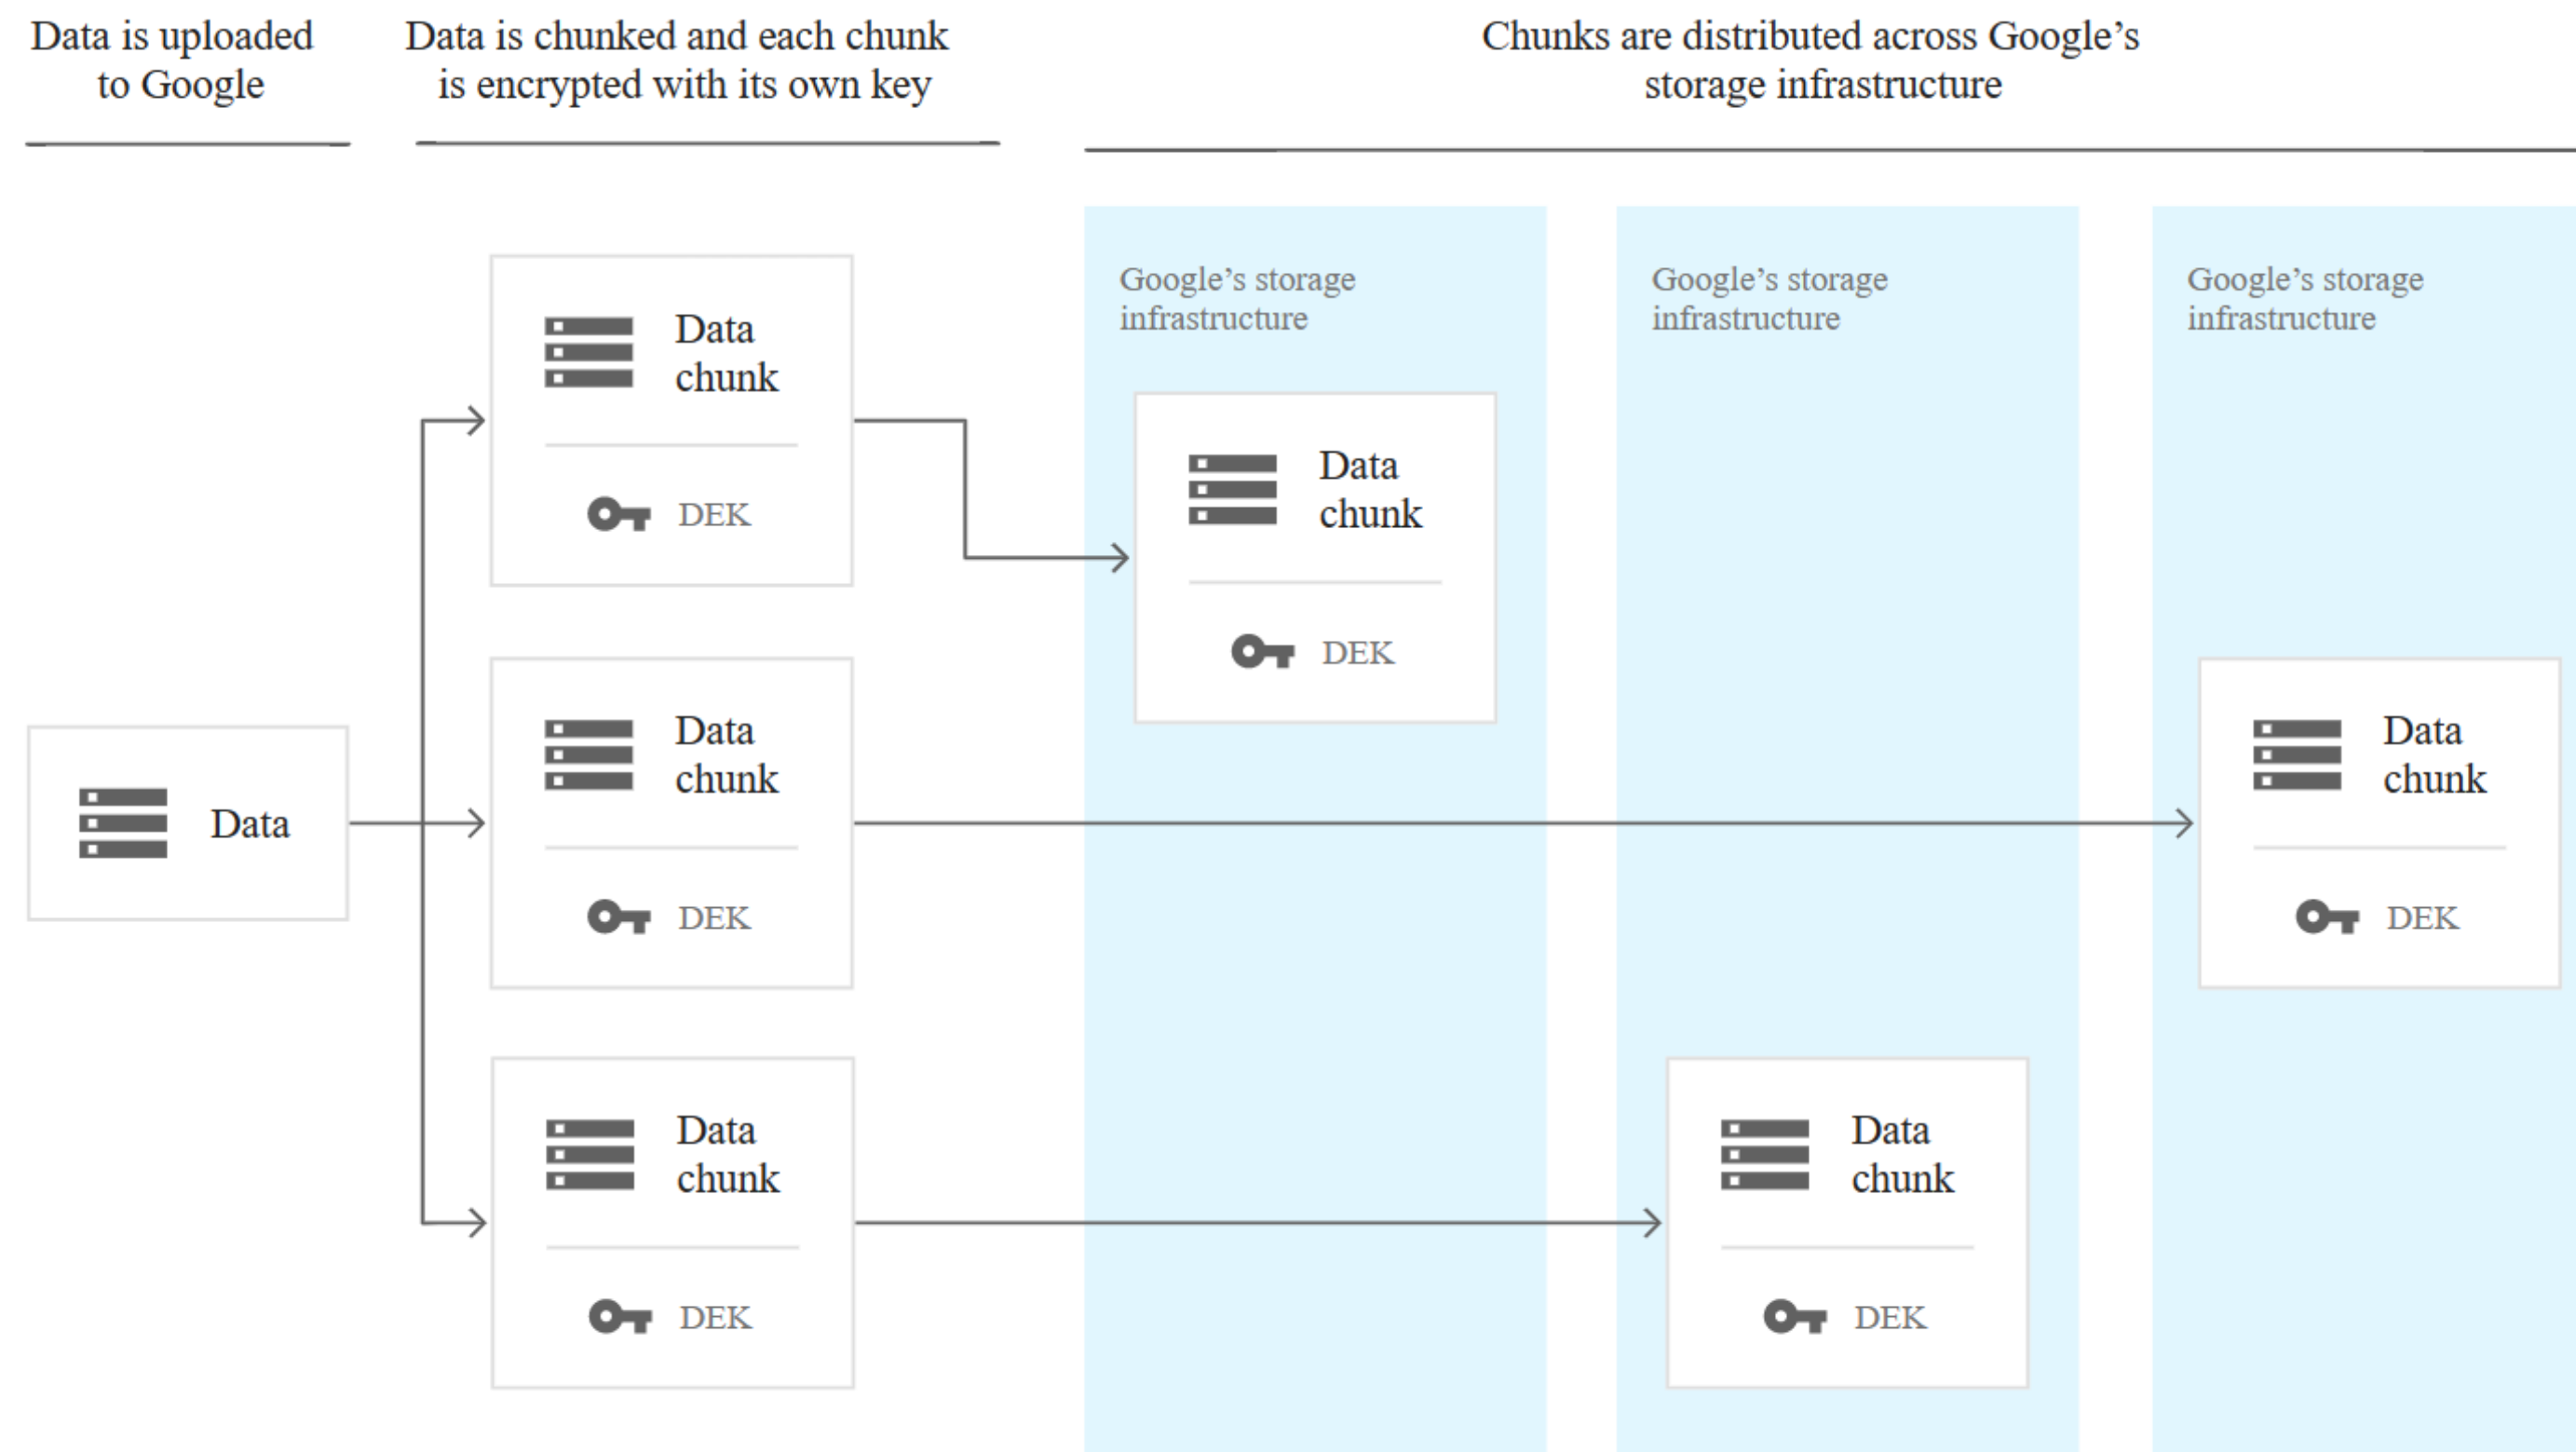 Data is uploaded
to Google
Data is chunked and each chunk
is encrypted with its own key
Chunks are distributed across Google’s
storage infrastructure
Data
Data
chunk
DEK
Data
chunk
DEK
Data
chunk
DEK
Google’s storage
infrastructure
Data
chunk
DEK
Google’s storage
infrastructure
Data
chunk
DEK
Google’s storage
infrastructure
Data
chunk
DEK